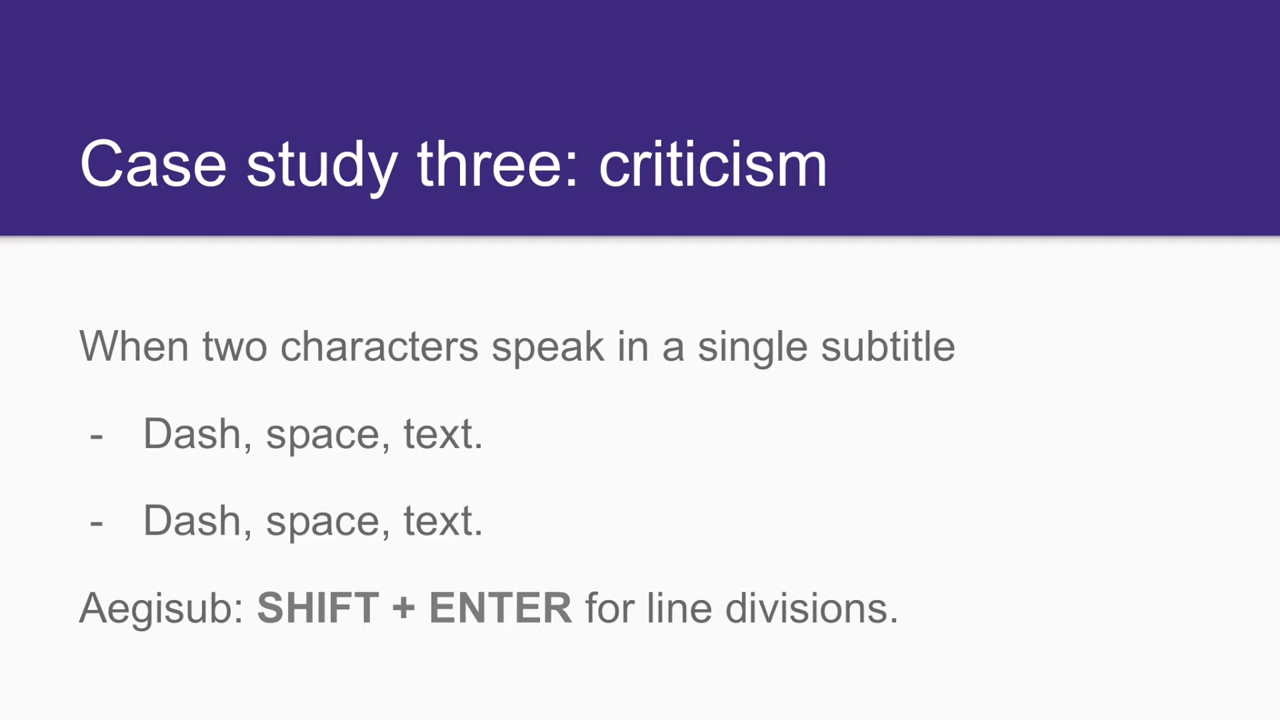 Case study three: criticism
When two characters speak in a single subtitle
- Dash, space, text.
- Dash, space, text.
Aegisub: SHIFT + ENTER for line divisions.